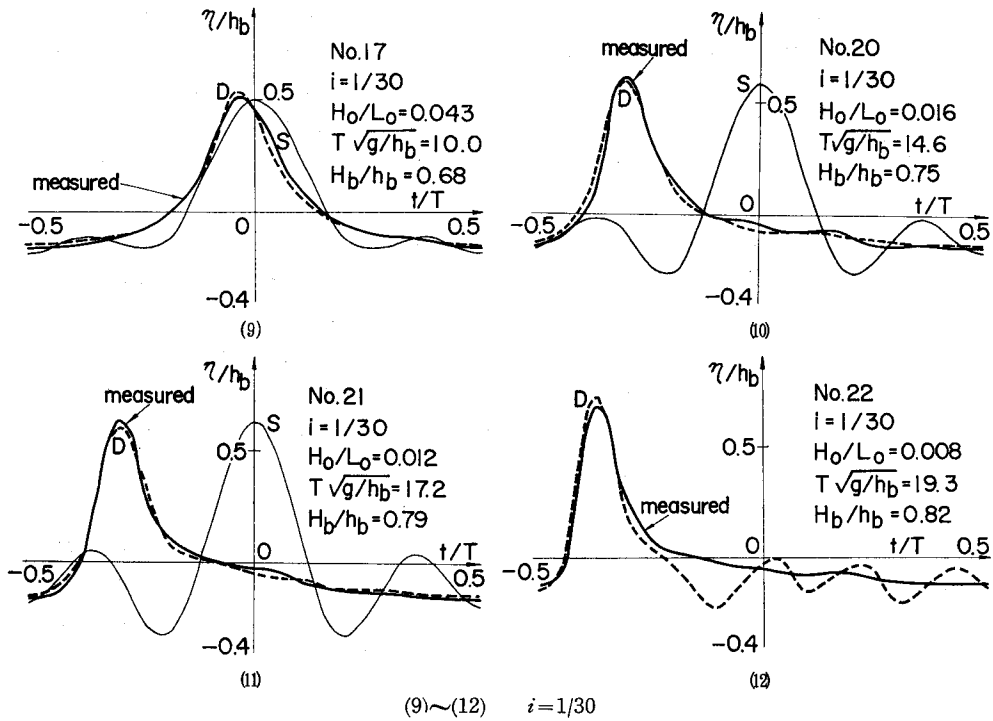 η/h_b
No.17
i=1/30
H₀/L₀=0.043
T√g/h_b=10.0
H_b/h_b=0.68
D
0.5
S
measured
t/T
-0.5
0
0.5
-0.4
(9)
η/h_b
measured
No.20
i=1/30
H₀/L₀=0.016
T√g/h_b=14.6
H_b/h_b=0.75
S
0.5
D
0
t/T
-0.5
0.5
-0.4
(10)
η/h_b
measured
No.21
i=1/30
H₀/L₀=0.012
T√g/h_b=17.2
H_b/h_b=0.79
S
D
0.5
0
t/T
-0.5
0.5
-0.4
(11)
η/h_b
No.22
i=1/30
H₀/L₀=0.008
T√g/h_b=19.3
H_b/h_b=0.82
D
0.5
measured
0
t/T
-0.5
0.5
-0.4
(12)
(9)~(12) i=1/30